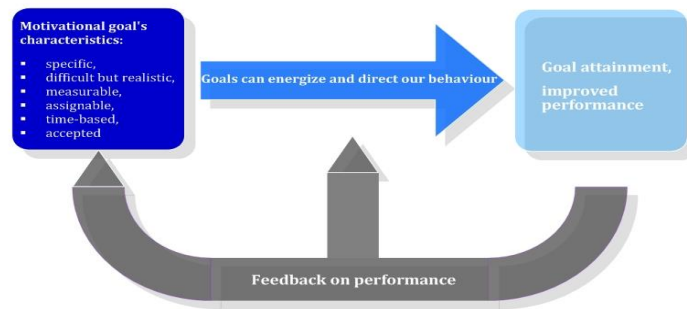 Motivational goal's
characteristics:
▪ specific,
▪ difficult but realistic,
▪ measurable,
▪ assignable,
▪ time-based,
▪ accepted
Goals can energize and direct our behaviour
Goal attainment,
improved
performance
Feedback on performance